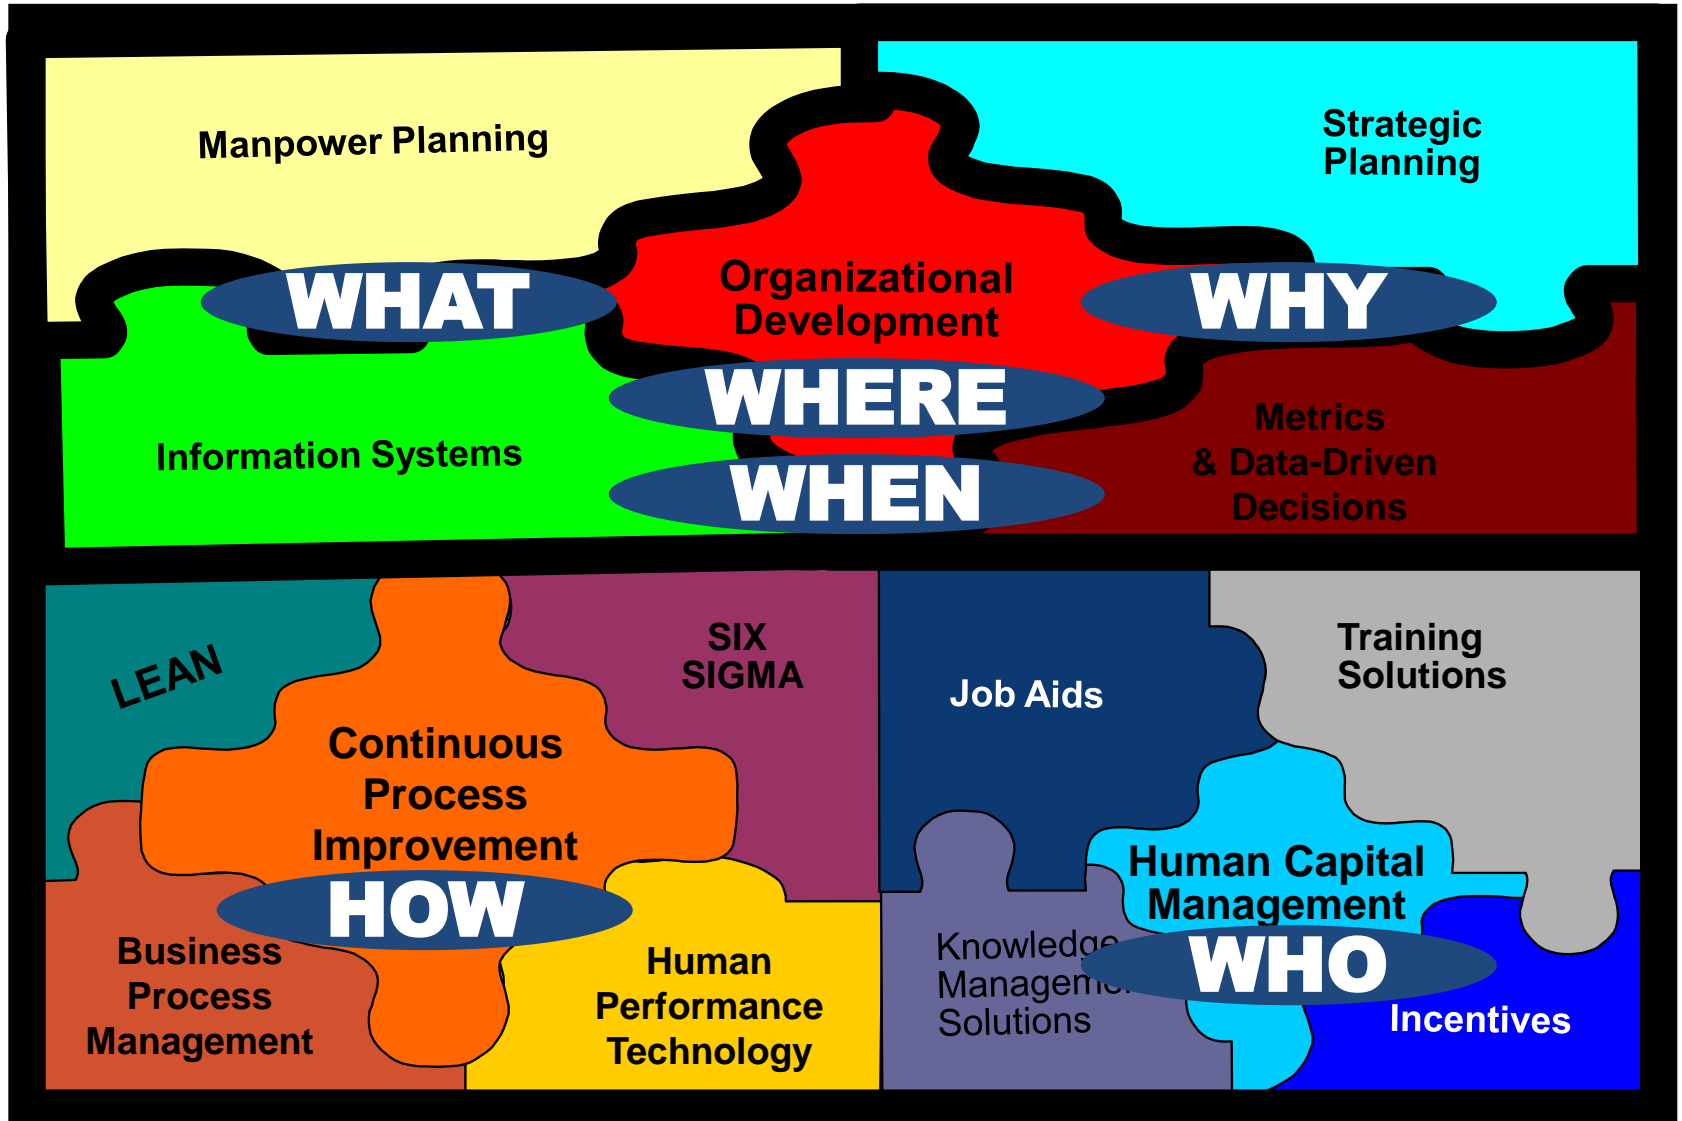 Manpower Planning
Strategic
Planning
WHAT
Organizational
Development
WHY
WHERE
Information Systems
WHEN
Metrics
& Data-Driven
Decisions
LEAN
SIX
SIGMA
Continuous
Process
Improvement
HOW
Business
Process
Management
Human
Performance
Technology
Job Aids
Training
Solutions
Human Capital
Management
WHO
Knowledge
Solutions
Incentives